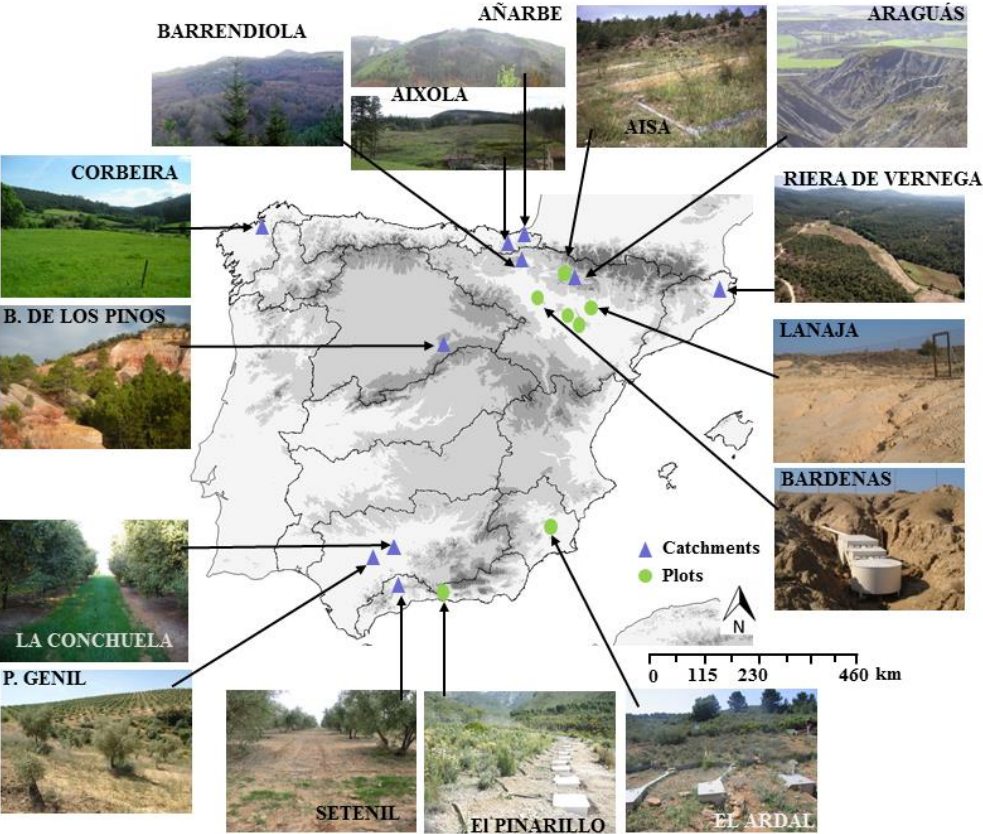 AÑARBE
ARAGUÁS
BARRENDIOLA
AIXOLA
AISA
CORBEIRA
RIERA DE VERNEGA
B. DE LOS PINOS
LANAJA
BARDENAS
Catchments
Plots
N
LA CONCHUELA
0 115 230 460 km
P. GENIL
SETENIL
El PINARILLO
EL ARDAL